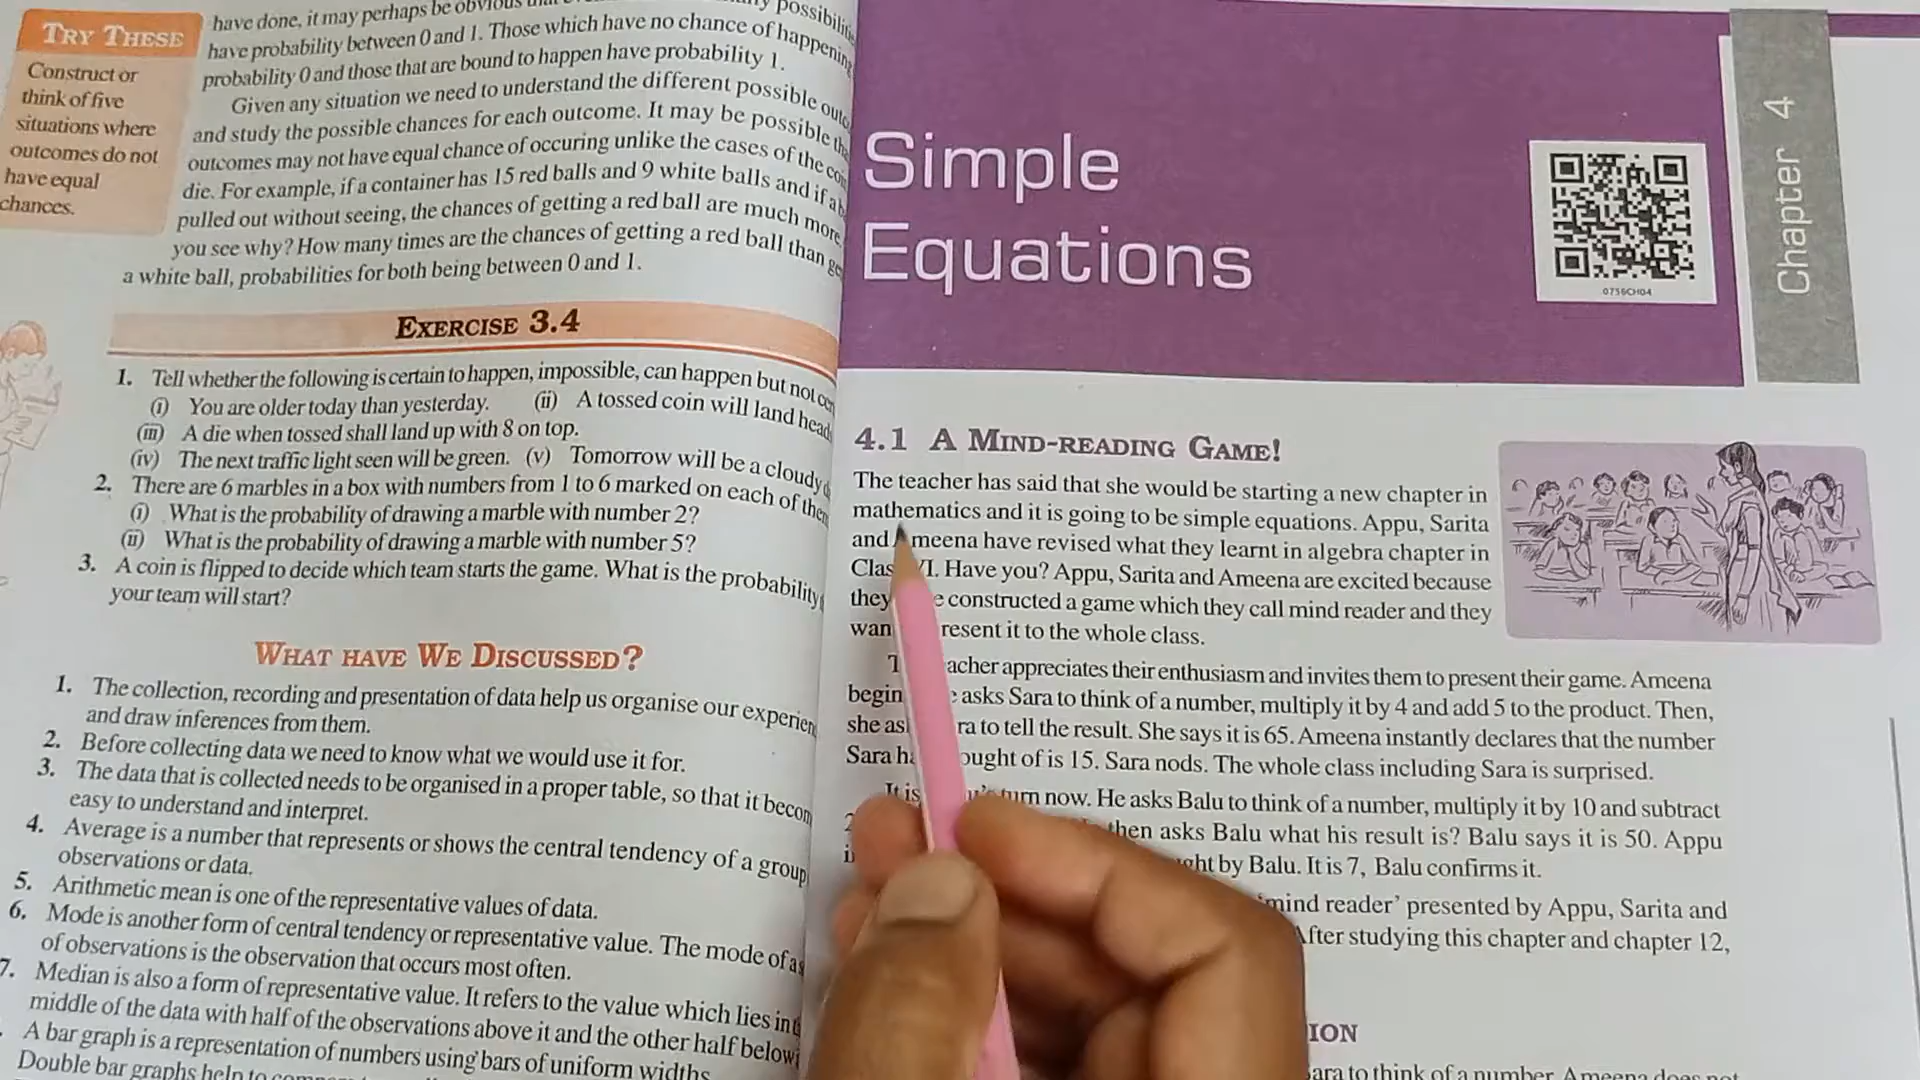 have done, it may perhaps be obvious possibilities
have probability between 0 and 1. Those which have no chance of happening
probability 0 and those that are bound to happen have probability 1.
Given any situation we need to understand the different possible
and study the possible chances for each outcome. It may be possible
outcomes may not have equal chance of occuring unlike the cases of the
die. For example, if a container has 15 red balls and 9 white balls and if a
pulled out without seeing, the chances of getting a red ball are much more.
you see why? How many times are the chances of getting a red ball than
a white ball, probabilities for both being between 0 and 1.
TRY THESE
Construct or
think of five
situations where
outcomes do not
have equal
chances.
EXERCISE 3.4
1. Tell whether the following is certain to happen, impossible, can happen but not
(i) You are older today than yesterday. (ii) A tossed coin will land
(iii) A die when tossed shall land up with 8 on top.
(iv) The next traffic light seen will be green. (v) Tomorrow will be a cloudy
2. There are 6 marbles in a box with numbers from 1 to 6 marked on each of
(i) What is the probability of drawing a marble with number 2?
(ii) What is the probability of drawing a marble with number 5?
3. A coin is flipped to decide which team starts the game. What is the probability
your team will start?
WHAT HAVE WE DISCUSSED?
1. The collection, recording and presentation of data help us organise our
and draw inferences from them.
2. Before collecting data we need to know what we would use it for.
3. The data that is collected needs to be organised in a proper table, so that it
easy to understand and interpret.
4. Average is a number that represents or shows the central tendency of a group
observations or data.
5. Arithmetic mean is one of the representative values of data.
6. Mode is another form of central tendency or representative value. The mode of a
of observations is the observation that occurs most often.
7. Median is also a form of representative value. It refers to the value which lies in
middle of the data with half of the observations above it and the other half below
A bar graph is a representation of numbers using bars of uniform widths.
Double bar graphs help to
Simple
Equations
0756CH04
Chapter 4
4.1 A MIND-READING GAME!
The teacher has said that she would be starting a new chapter in
mathematics and it is going to be simple equations. Appu, Sarita
and meena have revised what they learnt in algebra chapter in
Clas VI. Have you? Appu, Sarita and Ameena are excited because
they constructed a game which they call mind reader and they
resent it to the whole class.
acher appreciates their enthusiasm and invites them to present their game. Ameena
begin asks Sara to think of a number, multiply it by 4 and add 5 to the product. Then,
she as ra to tell the result. She says it is 65. Ameena instantly declares that the number
Sara ought of is 15. Sara nods. The whole class including Sara is surprised.
It is turn now. He asks Balu to think of a number, multiply it by 10 and subtract
then asks Balu what his result is? Balu says it is 50. Appu
ght by Balu. It is 7, Balu confirms it.
'mind reader' presented by Appu, Sarita and
After studying this chapter and chapter 12,
ION
ara to think of a number. Ameena does not